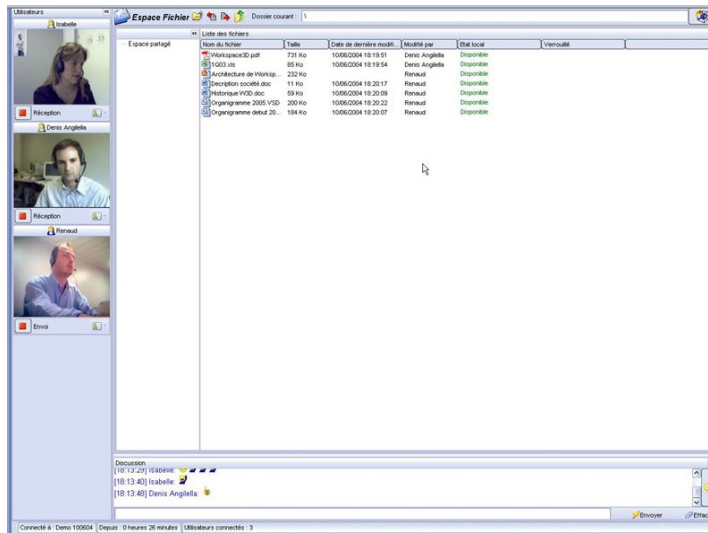 Utilisateurs
Isabelle
Réception
Denis Angilella
Réception
Renaud
Envoi
Espace Fichier
Dossier courant : \
Espace partagé
Liste des fichiers
Nom du fichier Taille Date de dernière modifi... Modifié par Etat local Verrouillé
Workspace3D.pdf 731 Ko 10/06/2004 18:19:51 Denis Angilella Disponible
1Q03.xls 85 Ko 10/06/2004 18:19:54 Denis Angilella Disponible
Architecture de Worksp... 232 Ko Renaud Disponible
Decription société.doc 11 Ko 10/06/2004 18:20:17 Renaud Disponible
Historique W3D.doc 59 Ko 10/06/2004 18:20:09 Renaud Disponible
Organigramme 2005.VSD 200 Ko 10/06/2004 18:20:22 Renaud Disponible
Organigramme debut 20... 184 Ko 10/06/2004 18:20:07 Renaud Disponible
Discussion
[18:13:29] Isabelle:
[18:13:40] Isabelle:
[18:13:48] Denis Angilella:
Envoyer Effac
Connecté à : Demo 100604 Depuis : 0 heures 26 minutes Utilisateurs connectés : 3